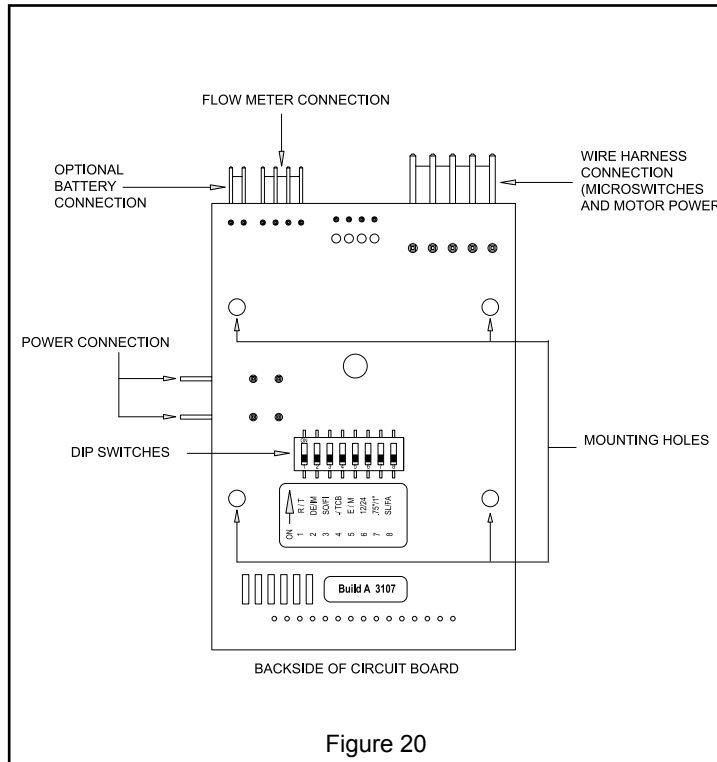 FLOW METER CONNECTION
OPTIONAL
BATTERY
CONNECTION
WIRE HARNESS
CONNECTION
(MICROSWITCHES
AND MOTOR POWER
POWER CONNECTION
DIP SWITCHES
MOUNTING HOLES
ON
1 R / T
2 DE/IM
3 SO/FI
4 -/ TCB
5 E / M
6 12/24
7 .75"/1"
8 SL/FA
Build A 3107
BACKSIDE OF CIRCUIT BOARD
Figure 20